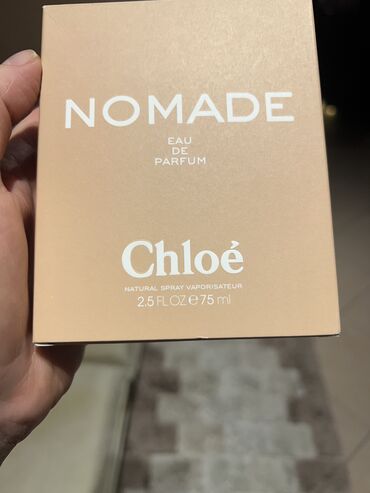 NOMADE
EAU
DE
PARFUM
Chloé
NATURAL SPRAY VAPORISATEUR
2.5 FL.OZ.℮75 ml